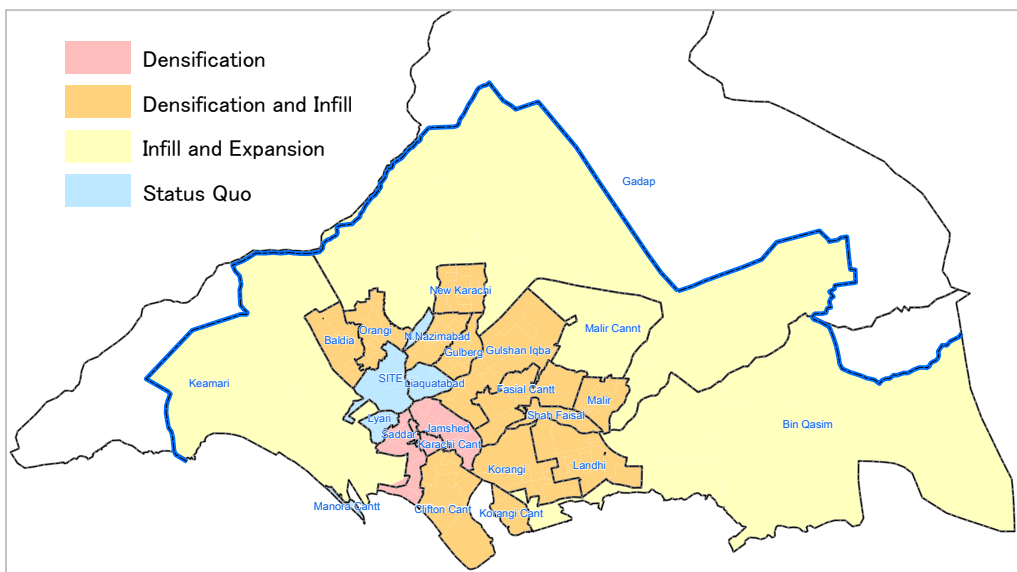 Densification
Densification and Infill
Infill and Expansion
Status Quo
Gadap
New Karachi
Orangi
N.Nazimabad
Malir Cannt
Baldia
Gulberg
Gulshan Iqba
Keamari
SITE
Liaquatabad
Fasial Cantt
Malir
Lyari
Shah Faisal
Saddar
Jamshed
Bin Qasim
Karachi Cant
Korangi
Landhi
Manora Cahtt
Clifton Cant
Korangi Cant